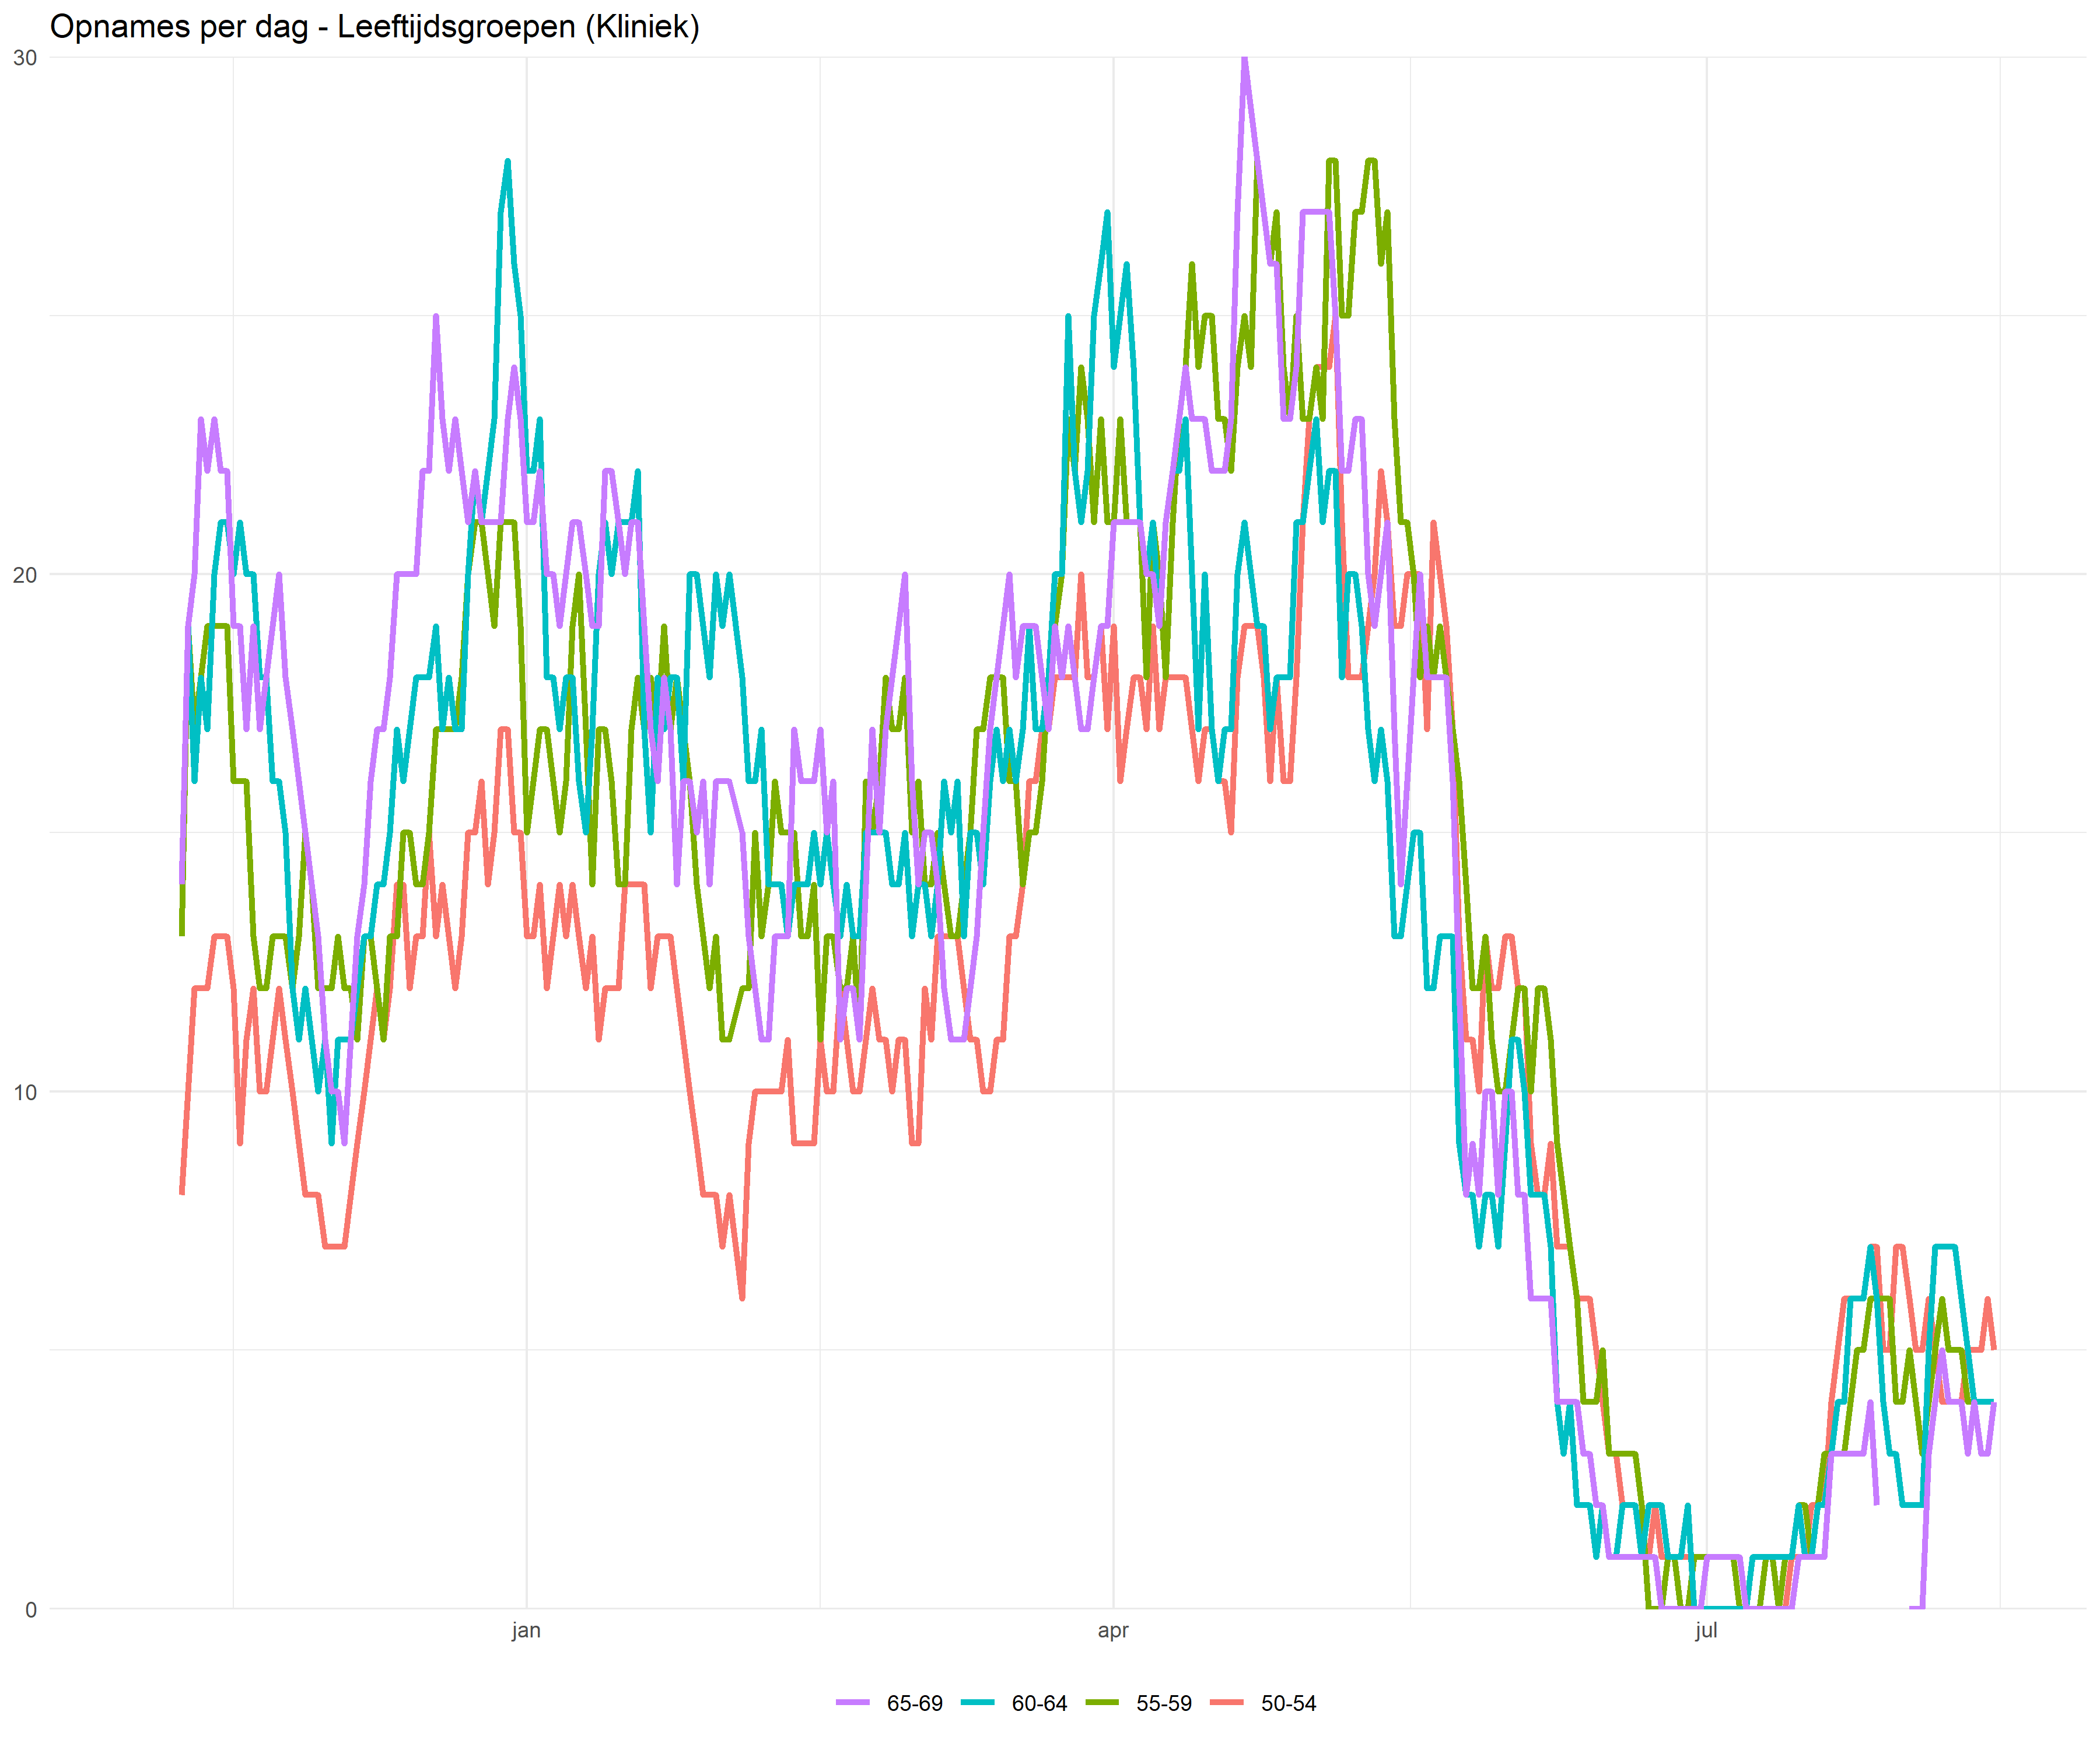 Opnames per dag - Leeftijdsgroepen (Kliniek)
30
20
10
0
jan apr jul
65-69 60-64 55-59 50-54